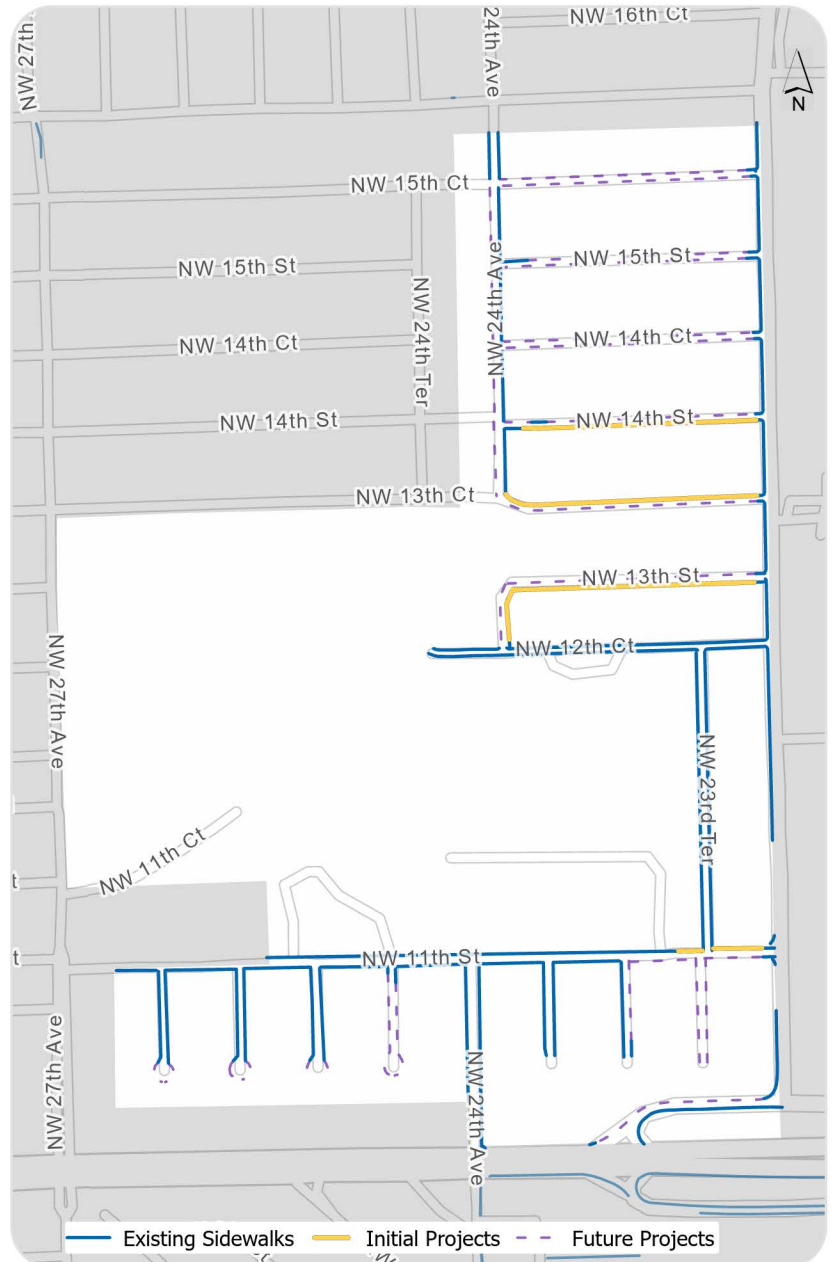 NW 16th Ct
NW 27th
24th Ave
N
NW 15th Ct
NW 15th St
NW 15th St
NW 24th Ave
NW 24th Ter
NW 14th Ct
NW 14th Ct
NW 14th St
NW 14th St
NW 13th Ct
NW 13th St
NW 12th Ct
NW 27th Ave
NW 23rd Ter
NW 11th Ct
t
NW 11th St
t
NW 27th Ave
NW 24th Ave
Existing Sidewalks Initial Projects Future Projects